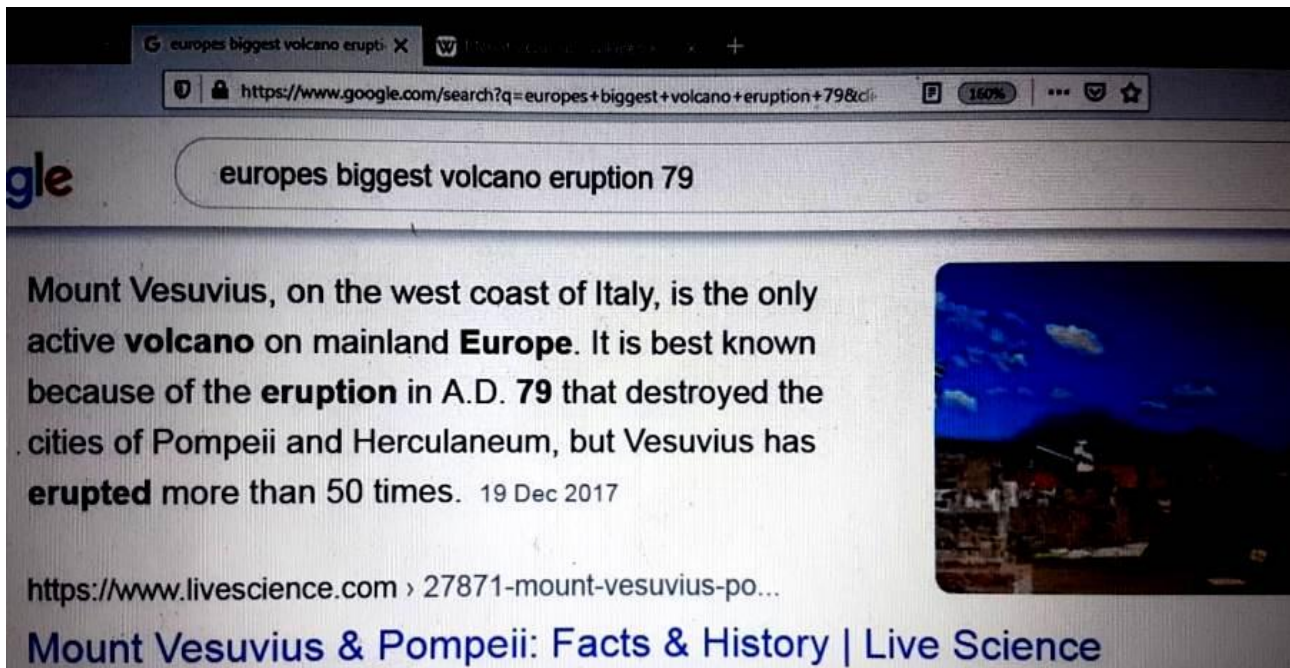 G europes biggest volcano erupti W
https://www.google.com/search?q=europes+biggest+volcano+eruption+79&cli 160%
gle europes biggest volcano eruption 79
Mount Vesuvius, on the west coast of Italy, is the only
active volcano on mainland Europe. It is best known
because of the eruption in A.D. 79 that destroyed the
cities of Pompeii and Herculaneum, but Vesuvius has
erupted more than 50 times. 19 Dec 2017
https://www.livescience.com › 27871-mount-vesuvius-po...
Mount Vesuvius & Pompeii: Facts & History | Live Science